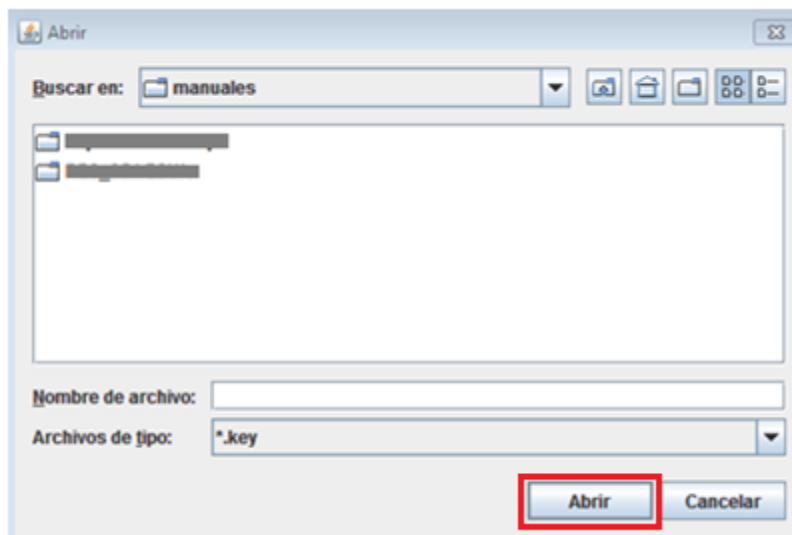 Abrir
Buscar en: manuales
Nombre de archivo:
Archivos de tipo: *.key
Abrir Cancelar